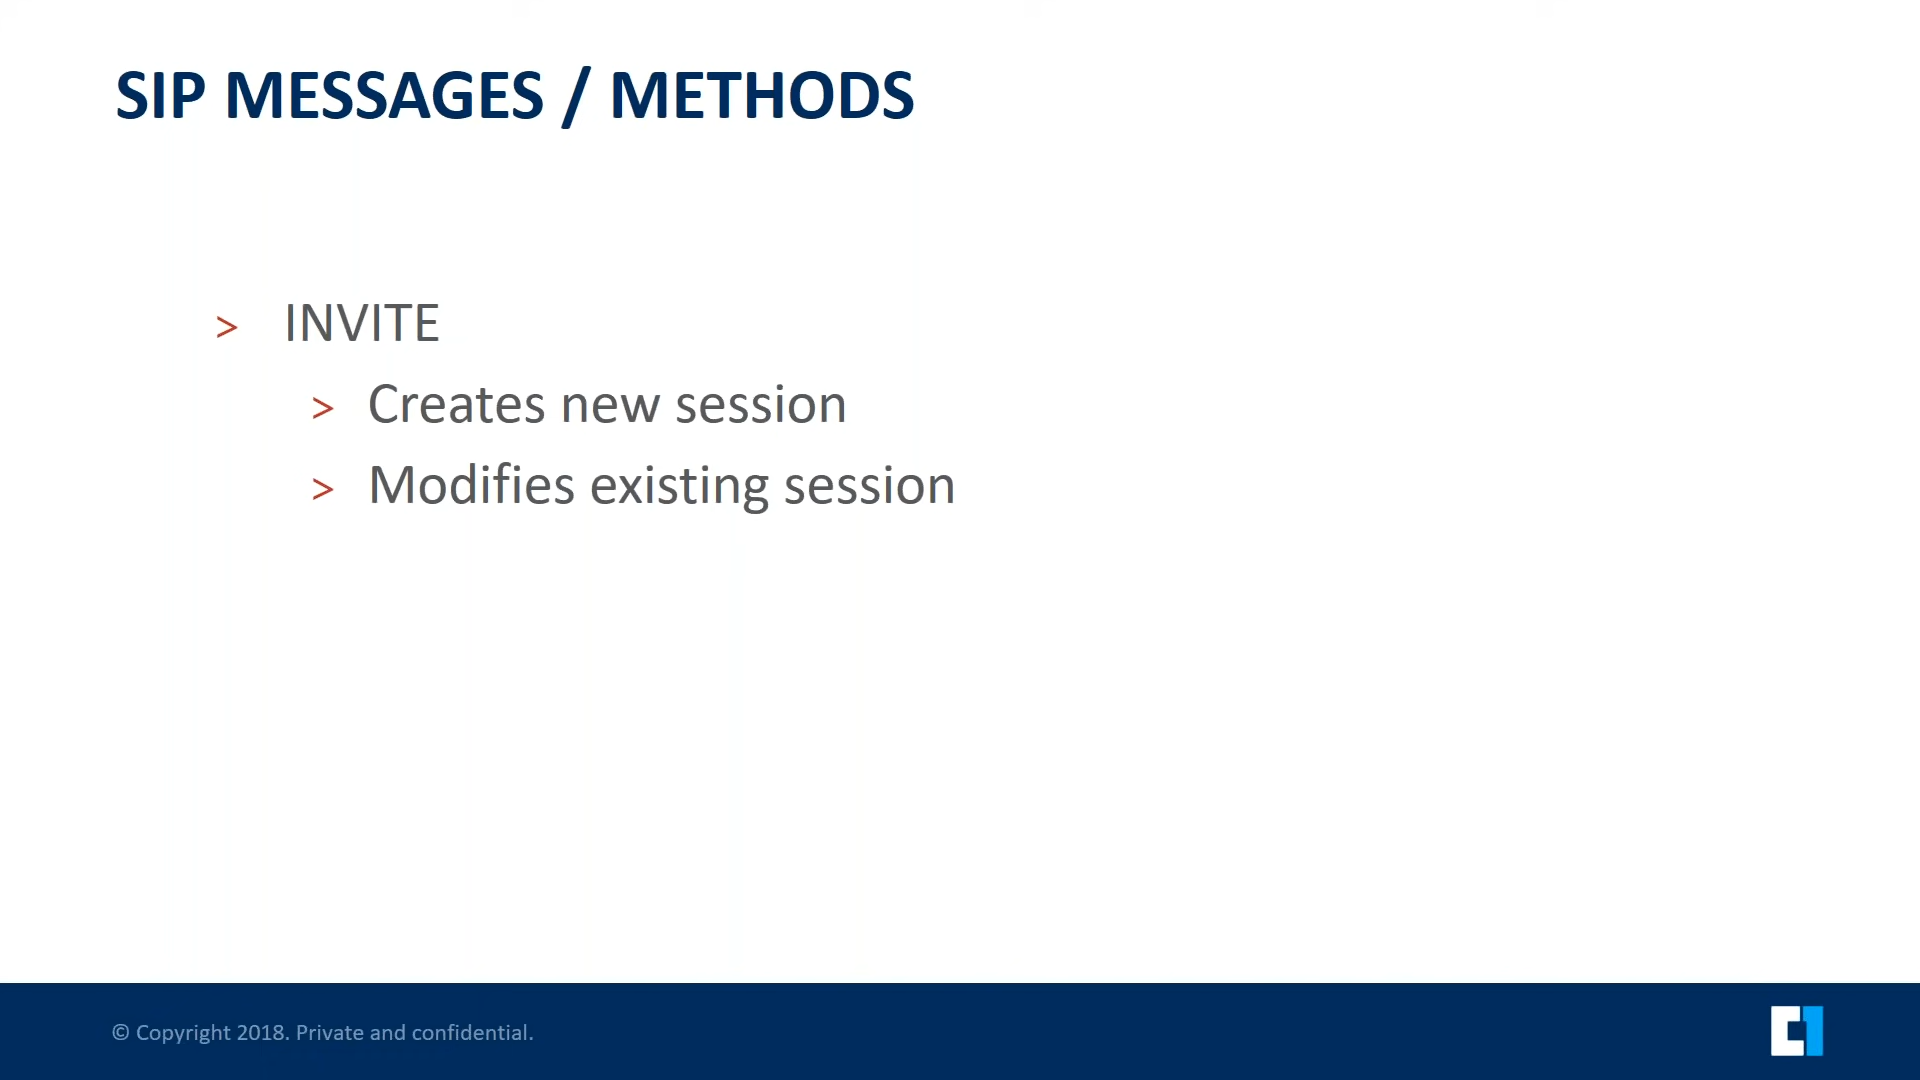 SIP MESSAGES / METHODS
> INVITE
> Creates new session
> Modifies existing session
© Copyright 2018. Private and confidential.